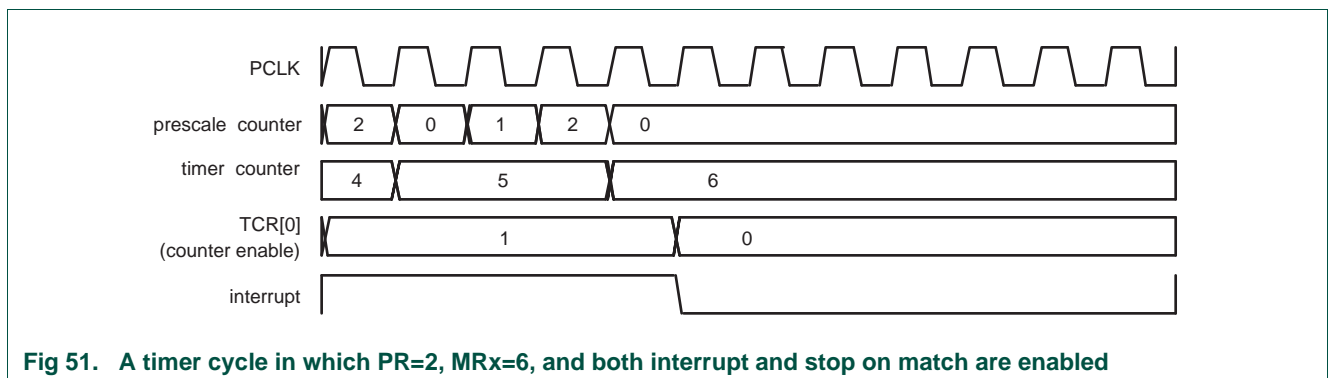 PCLK
prescale counter 2 0 1 2 0
timer counter 4 5 6
TCR[0]
(counter enable) 1 0
interrupt
Fig 51. A timer cycle in which PR=2, MRx=6, and both interrupt and stop on match are enabled